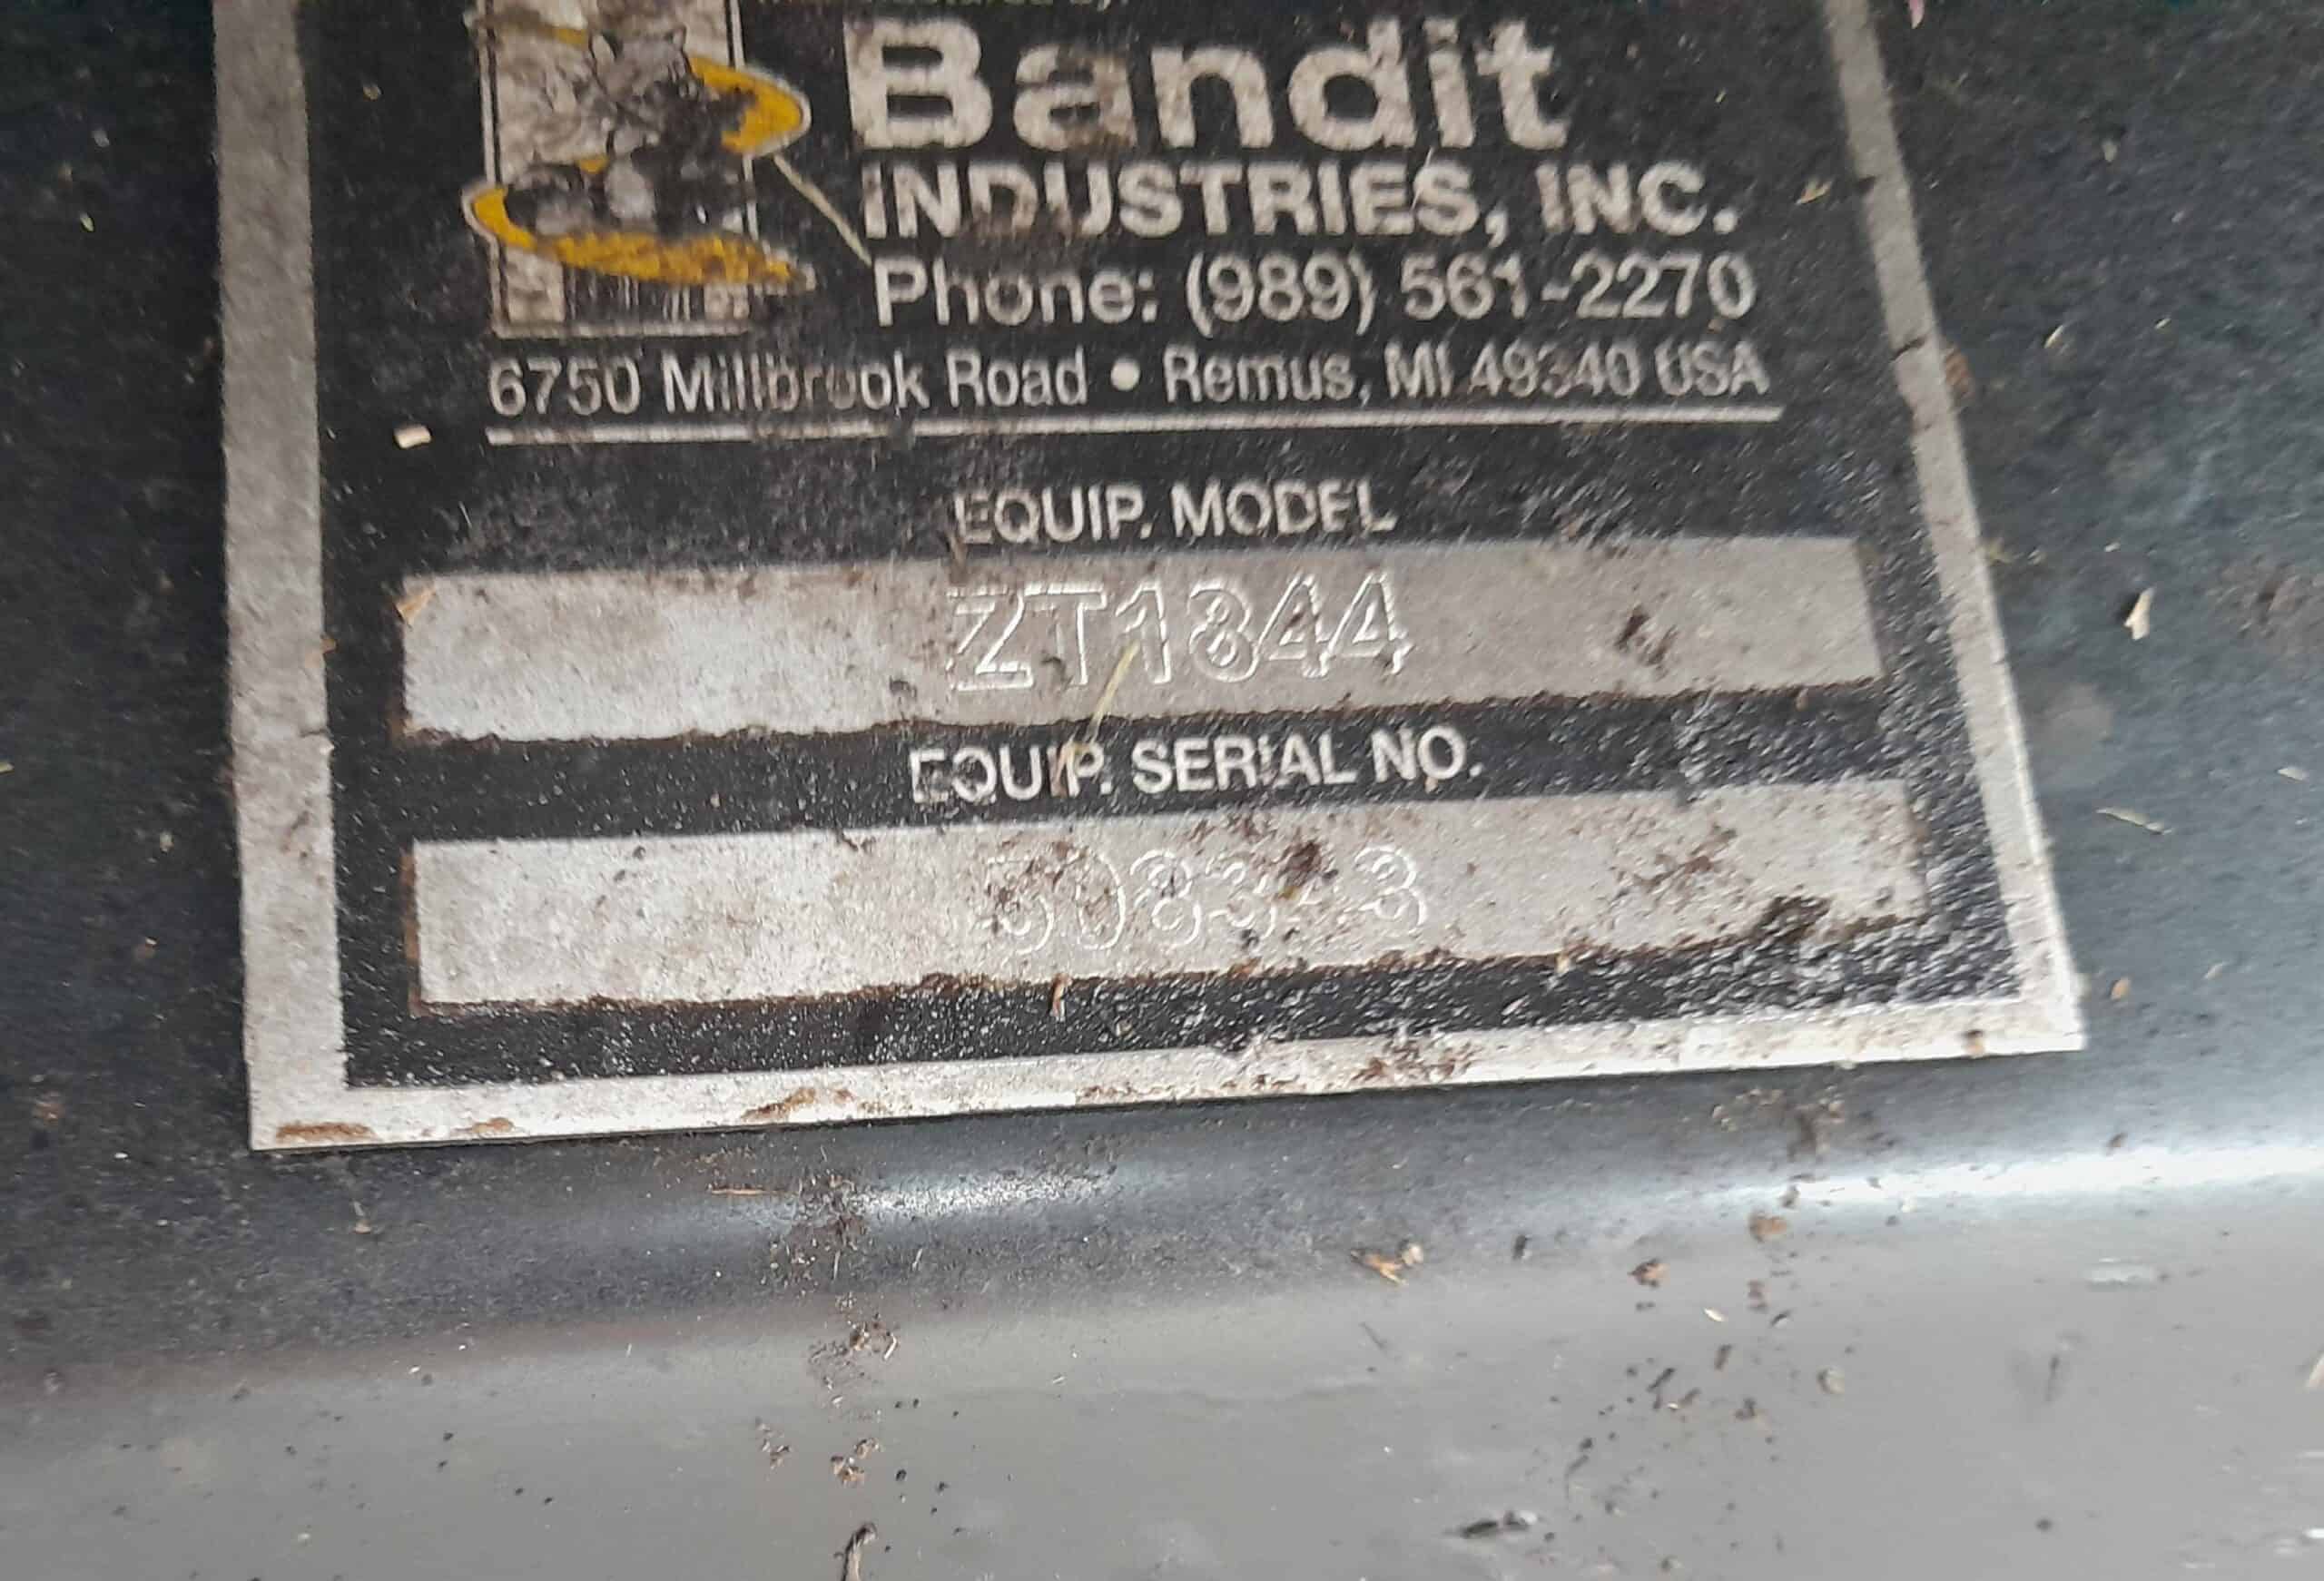 Bandit
INDUSTRIES, INC.
Phone: (989) 561-2270
6750 Millbrook Road • Remus, MI 49340 USA
EQUIP. MODEL
ZT1844
EQUIP. SERIAL NO.